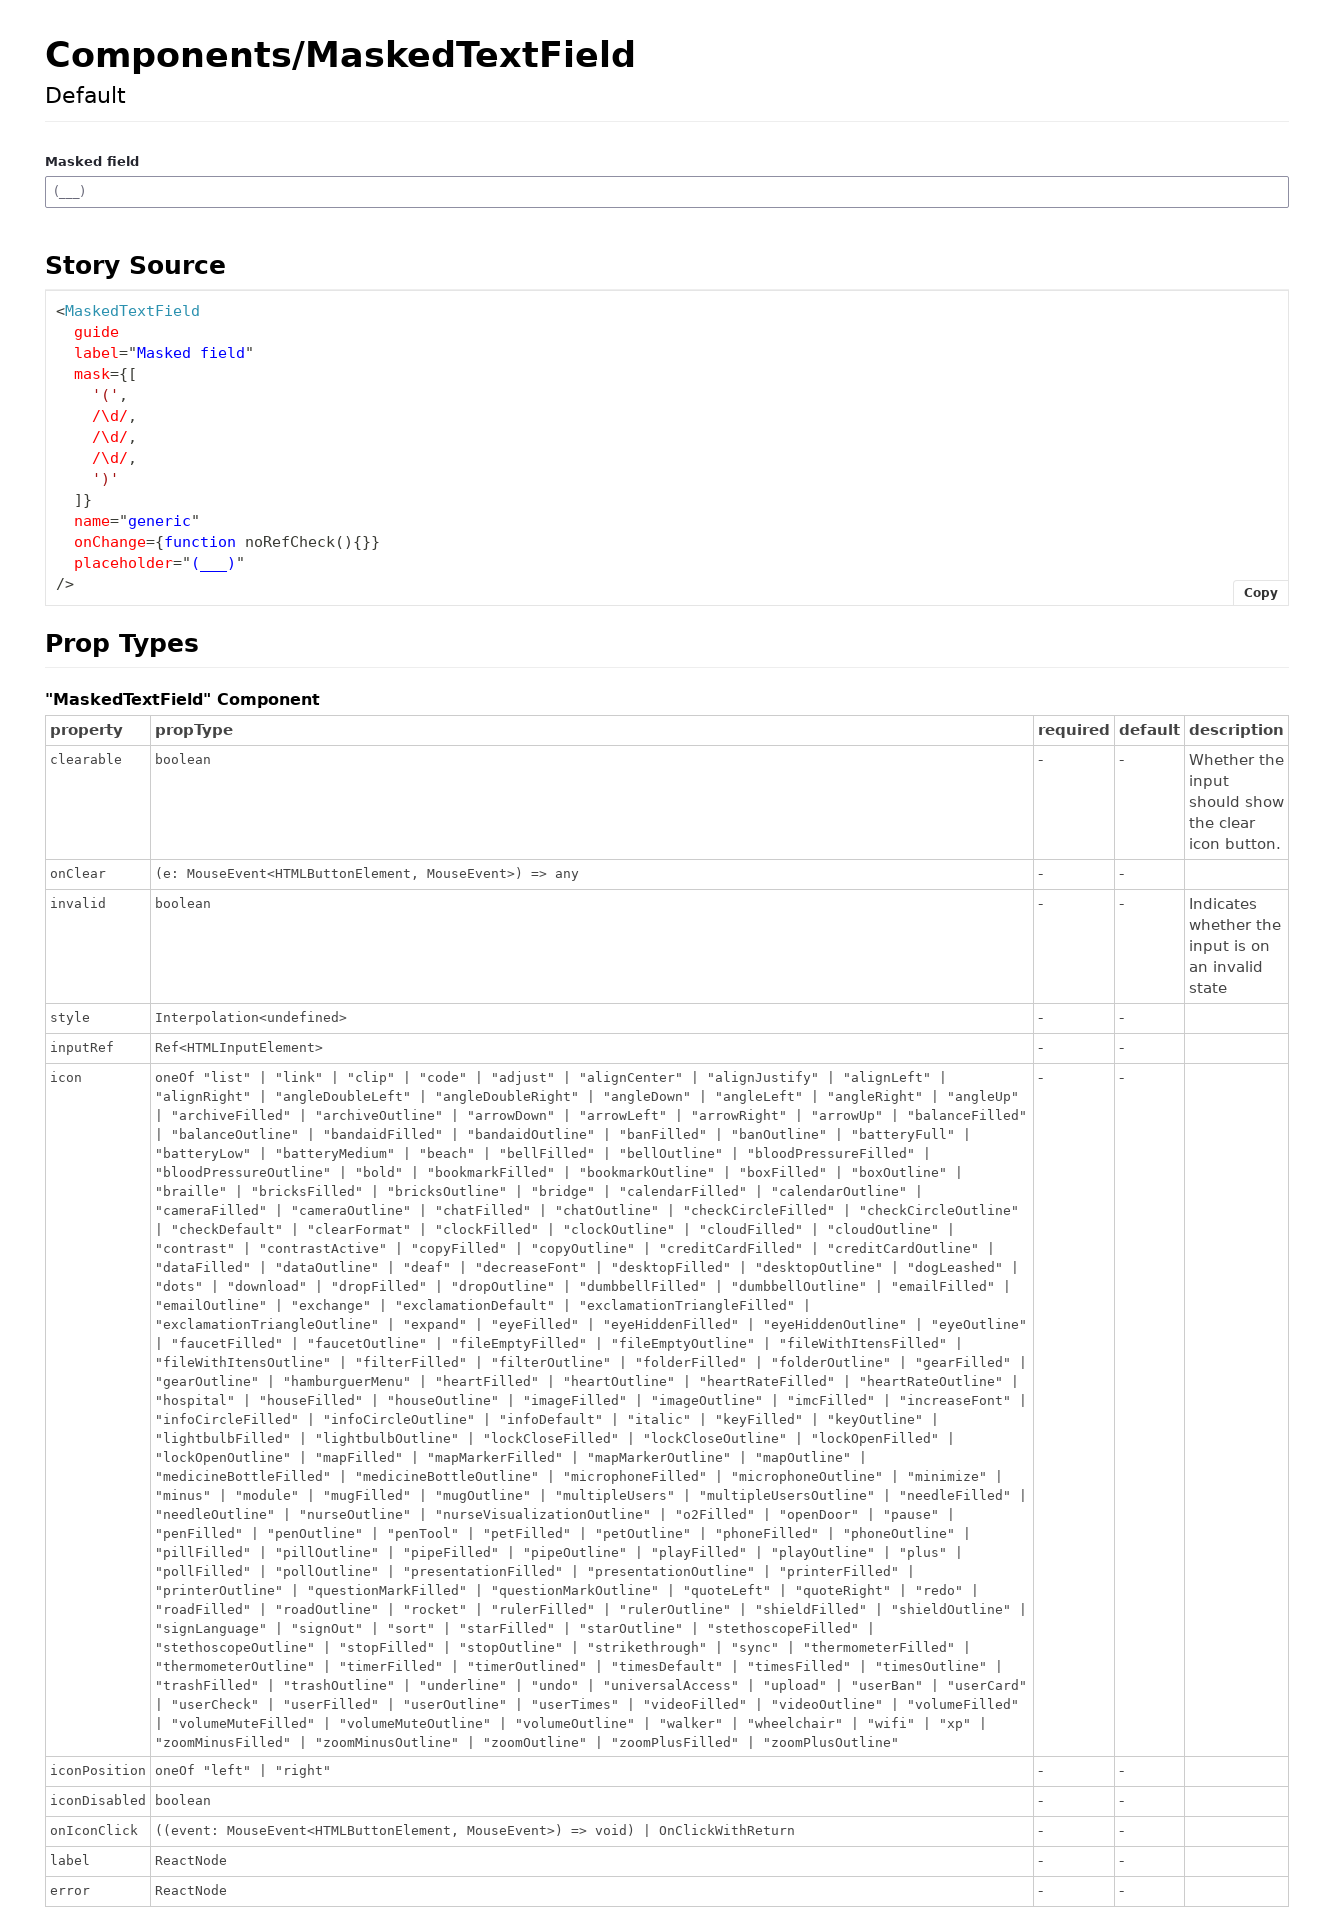 Components/MaskedTextField
Default
Masked field
(___)
Story Source
<MaskedTextField
  guide
  label="Masked field"
  mask={[
    '(',
    /\d/,
    /\d/,
    /\d/,
    ')'
  ]}
  name="generic"
  onChange={function noRefCheck(){}}
  placeholder="(___)"
/>
Copy
Prop Types
"MaskedTextField" Component
property propType required default description
clearable boolean - - Whether the
input
should show
the clear
icon button.
onClear (e: MouseEvent<HTMLButtonElement, MouseEvent>) => any - -
invalid boolean - - Indicates
whether the
input is on
an invalid
state
style Interpolation<undefined> - -
inputRef Ref<HTMLInputElement> - -
icon oneOf "list" | "link" | "clip" | "code" | "adjust" | "alignCenter" | "alignJustify" | "alignLeft" | - -
"alignRight" | "angleDoubleLeft" | "angleDoubleRight" | "angleDown" | "angleLeft" | "angleRight" | "angleUp"
| "archiveFilled" | "archiveOutline" | "arrowDown" | "arrowLeft" | "arrowRight" | "arrowUp" | "balanceFilled"
| "balanceOutline" | "bandaidFilled" | "bandaidOutline" | "banFilled" | "banOutline" | "batteryFull" |
"batteryLow" | "batteryMedium" | "beach" | "bellFilled" | "bellOutline" | "bloodPressureFilled" |
"bloodPressureOutline" | "bold" | "bookmarkFilled" | "bookmarkOutline" | "boxFilled" | "boxOutline" |
"braille" | "bricksFilled" | "bricksOutline" | "bridge" | "calendarFilled" | "calendarOutline" |
"cameraFilled" | "cameraOutline" | "chatFilled" | "chatOutline" | "checkCircleFilled" | "checkCircleOutline"
| "checkDefault" | "clearFormat" | "clockFilled" | "clockOutline" | "cloudFilled" | "cloudOutline" |
"contrast" | "contrastActive" | "copyFilled" | "copyOutline" | "creditCardFilled" | "creditCardOutline" |
"dataFilled" | "dataOutline" | "deaf" | "decreaseFont" | "desktopFilled" | "desktopOutline" | "dogLeashed" |
"dots" | "download" | "dropFilled" | "dropOutline" | "dumbbellFilled" | "dumbbellOutline" | "emailFilled" |
"emailOutline" | "exchange" | "exclamationDefault" | "exclamationTriangleFilled" |
"exclamationTriangleOutline" | "expand" | "eyeFilled" | "eyeHiddenFilled" | "eyeHiddenOutline" | "eyeOutline"
| "faucetFilled" | "faucetOutline" | "fileEmptyFilled" | "fileEmptyOutline" | "fileWithItensFilled" |
"fileWithItensOutline" | "filterFilled" | "filterOutline" | "folderFilled" | "folderOutline" | "gearFilled" |
"gearOutline" | "hamburguerMenu" | "heartFilled" | "heartOutline" | "heartRateFilled" | "heartRateOutline" |
"hospital" | "houseFilled" | "houseOutline" | "imageFilled" | "imageOutline" | "imcFilled" | "increaseFont" |
"infoCircleFilled" | "infoCircleOutline" | "infoDefault" | "italic" | "keyFilled" | "keyOutline" |
"lightbulbFilled" | "lightbulbOutline" | "lockCloseFilled" | "lockCloseOutline" | "lockOpenFilled" |
"lockOpenOutline" | "mapFilled" | "mapMarkerFilled" | "mapMarkerOutline" | "mapOutline" |
"medicineBottleFilled" | "medicineBottleOutline" | "microphoneFilled" | "microphoneOutline" | "minimize" |
"minus" | "module" | "mugFilled" | "mugOutline" | "multipleUsers" | "multipleUsersOutline" | "needleFilled" |
"needleOutline" | "nurseOutline" | "nurseVisualizationOutline" | "o2Filled" | "openDoor" | "pause" |
"penFilled" | "penOutline" | "penTool" | "petFilled" | "petOutline" | "phoneFilled" | "phoneOutline" |
"pillFilled" | "pillOutline" | "pipeFilled" | "pipeOutline" | "playFilled" | "playOutline" | "plus" |
"pollFilled" | "pollOutline" | "presentationFilled" | "presentationOutline" | "printerFilled" |
"printerOutline" | "questionMarkFilled" | "questionMarkOutline" | "quoteLeft" | "quoteRight" | "redo" |
"roadFilled" | "roadOutline" | "rocket" | "rulerFilled" | "rulerOutline" | "shieldFilled" | "shieldOutline" |
"signLanguage" | "signOut" | "sort" | "starFilled" | "starOutline" | "stethoscopeFilled" |
"stethoscopeOutline" | "stopFilled" | "stopOutline" | "strikethrough" | "sync" | "thermometerFilled" |
"thermometerOutline" | "timerFilled" | "timerOutlined" | "timesDefault" | "timesFilled" | "timesOutline" |
"trashFilled" | "trashOutline" | "underline" | "undo" | "universalAccess" | "upload" | "userBan" | "userCard"
| "userCheck" | "userFilled" | "userOutline" | "userTimes" | "videoFilled" | "videoOutline" | "volumeFilled"
| "volumeMuteFilled" | "volumeMuteOutline" | "volumeOutline" | "walker" | "wheelchair" | "wifi" | "xp" |
"zoomMinusFilled" | "zoomMinusOutline" | "zoomOutline" | "zoomPlusFilled" | "zoomPlusOutline"
iconPosition oneOf "left" | "right" - -
iconDisabled boolean - -
onIconClick ((event: MouseEvent<HTMLButtonElement, MouseEvent>) => void) | OnClickWithReturn - -
label ReactNode - -
error ReactNode - -